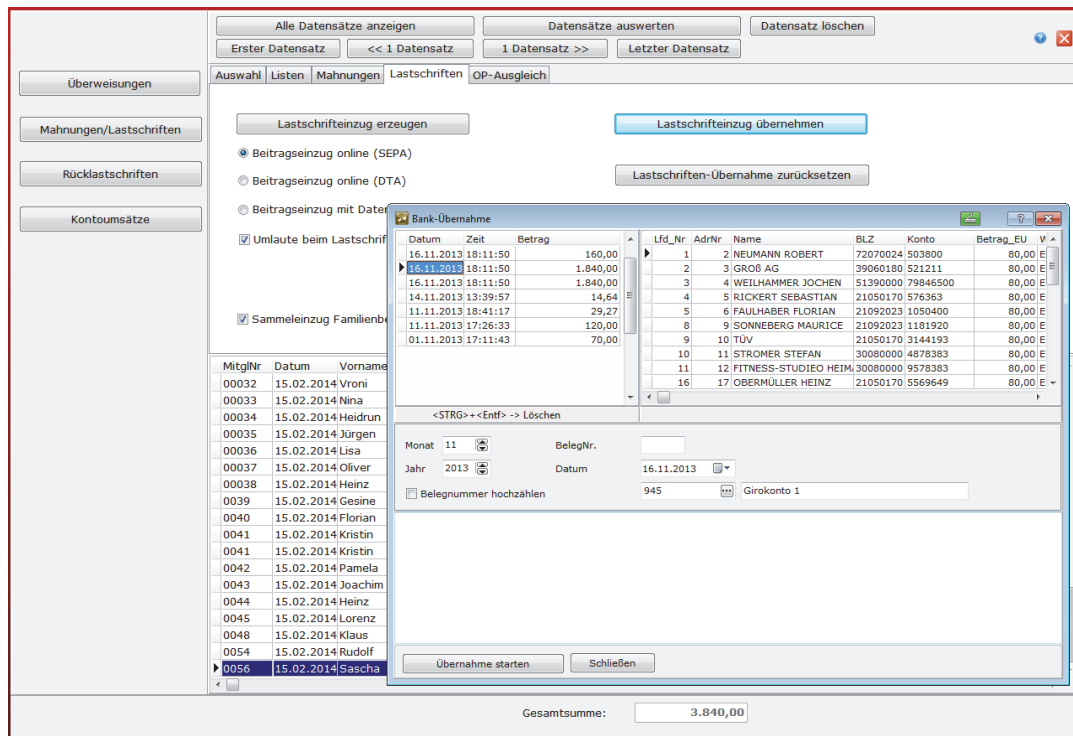 Alle Datensätze anzeigen Datensätze auswerten Datensatz löschen
Erster Datensatz << 1 Datensatz 1 Datensatz >> Letzter Datensatz
Überweisungen
Mahnungen/Lastschriften
Rücklastschriften
Kontoumsätze
Auswahl Listen Mahnungen Lastschriften OP-Ausgleich
Lastschrifteinzug erzeugen Lastschrifteinzug übernehmen
Beitragseinzug online (SEPA)
Beitragseinzug online (DTA) Lastschriften-Übernahme zurücksetzen
Beitragseinzug mit Daten
Umlaute beim Lastschrif
Sammeleinzug Familienbe
MitglNr Datum Vorname
00032 15.02.2014 Vroni
00033 15.02.2014 Nina
00034 15.02.2014 Heidrun
00035 15.02.2014 Jürgen
00036 15.02.2014 Lisa
00037 15.02.2014 Oliver
00038 15.02.2014 Heinz
0039 15.02.2014 Gesine
0040 15.02.2014 Florian
0041 15.02.2014 Kristin
0041 15.02.2014 Kristin
0042 15.02.2014 Pamela
0043 15.02.2014 Joachim
0044 15.02.2014 Heinz
0045 15.02.2014 Lorenz
0048 15.02.2014 Klaus
0054 15.02.2014 Rudolf
0056 15.02.2014 Sascha
Bank-Übernahme
Datum Zeit Betrag
16.11.2013 18:11:50 160,00
16.11.2013 18:11:50 1.840,00
16.11.2013 18:11:50 1.840,00
14.11.2013 13:39:57 14,64
11.11.2013 18:41:17 29,27
11.11.2013 17:26:33 120,00
01.11.2013 17:11:43 70,00
<STRG>+<Entf> -> Löschen
Lfd_Nr AdrNr Name BLZ Konto Betrag_EU
1 2 NEUMANN ROBERT 72070024 503800 80,00 E
2 3 GROß AG 39060180 521211 80,00 E
3 4 WEILHAMMER JOCHEN 51390000 79846500 80,00 E
4 5 RICKERT SEBASTIAN 21050170 576363 80,00 E
5 6 FAULHABER FLORIAN 21092023 1050400 80,00 E
8 9 SONNEBERG MAURICE 21092023 1181920 80,00 E
9 10 TÜV 21050170 3144193 80,00 E
10 11 STROMER STEFAN 30080000 4878383 80,00 E
11 12 FITNESS-STUDIEO HEIM 30080000 9578383 80,00 E
16 17 OBERMÜLLER HEINZ 21050170 5569649 80,00 E
Monat 11 BelegNr.
Jahr 2013 Datum 16.11.2013
Belegnummer hochzählen 945 ... Girokonto 1
Übernahme starten Schließen
Gesamtsumme: 3.840,00